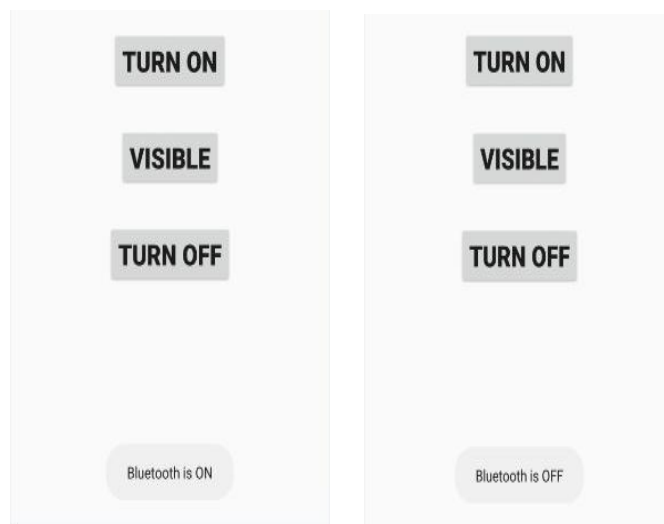 TURN ON
VISIBLE
TURN OFF
Bluetooth is ON
TURN ON
VISIBLE
TURN OFF
Bluetooth is OFF